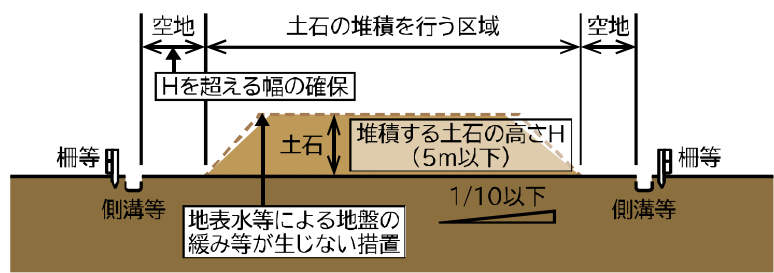 空地
土石の堆積を行う区域
空地
Hを超える幅の確保
土石
堆積する土石の高さH
（5m以下）
柵等
柵等
側溝等
地表水等による地盤の
緩み等が生じない措置
1/10以下
側溝等